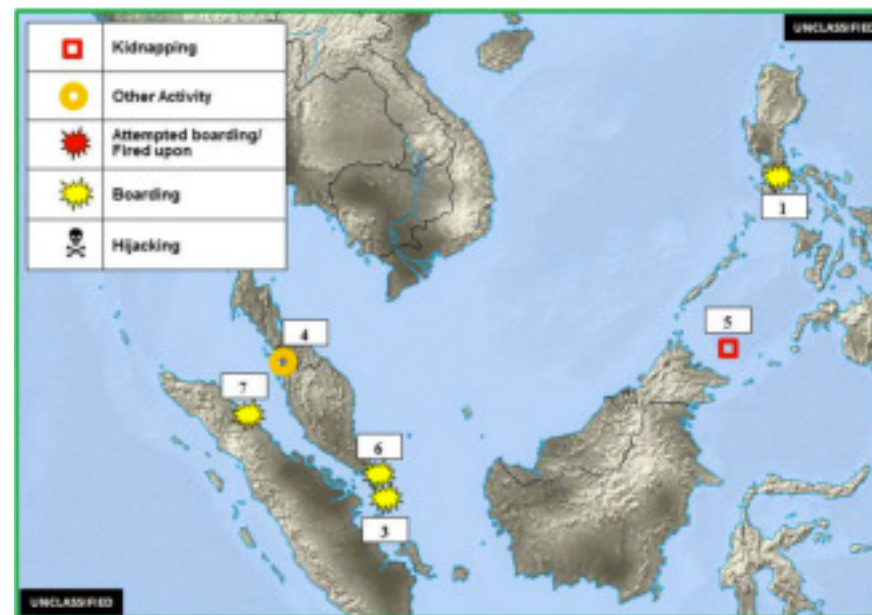 UNCLASSIFIED
Kidnapping
Other Activity
Attempted boarding/
Fired upon
Boarding
Hijacking
1
5
4
7
6
3
UNCLASSIFIED